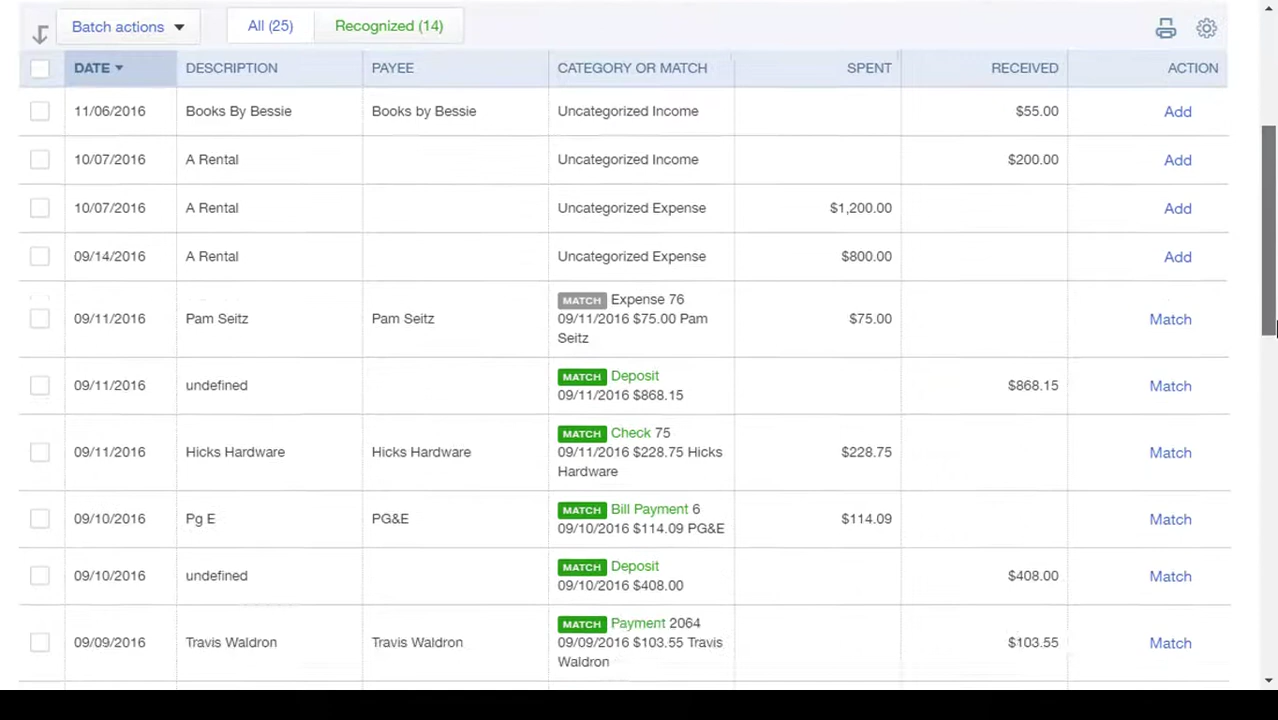 Batch actions All (25) Recognized (14)
DATE DESCRIPTION PAYEE CATEGORY OR MATCH SPENT RECEIVED ACTION
11/06/2016 Books By Bessie Books by Bessie Uncategorized Income $55.00 Add
10/07/2016 A Rental Uncategorized Income $200.00 Add
10/07/2016 A Rental Uncategorized Expense $1,200.00 Add
09/14/2016 A Rental Uncategorized Expense $800.00 Add
MATCH Expense 76
09/11/2016 Pam Seitz Pam Seitz 09/11/2016 $75.00 Pam $75.00 Match
Seitz
MATCH Deposit
09/11/2016 undefined 09/11/2016 $868.15 $868.15 Match
MATCH Check 75
09/11/2016 Hicks Hardware Hicks Hardware 09/11/2016 $228.75 Hicks $228.75 Match
Hardware
MATCH Bill Payment 6
09/10/2016 Pg E PG&E 09/10/2016 $114.09 PG&E $114.09 Match
MATCH Deposit
09/10/2016 undefined 09/10/2016 $408.00 $408.00 Match
MATCH Payment 2064
09/09/2016 Travis Waldron Travis Waldron 09/09/2016 $103.55 Travis $103.55 Match
Waldron